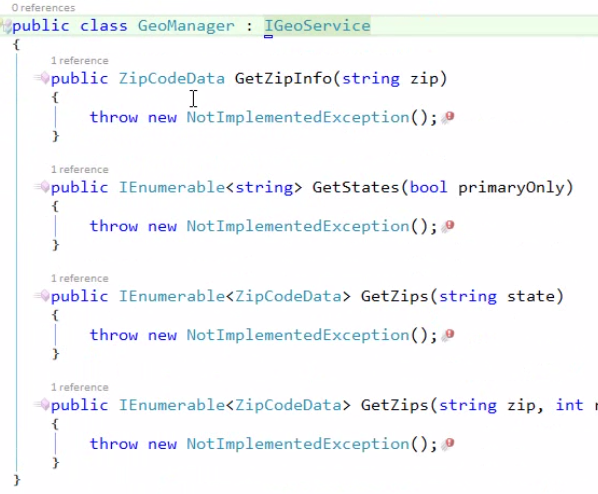 0 references
public class GeoManager : IGeoService
{
1 reference
public ZipCodeData GetZipInfo(string zip)
{
throw new NotImplementedException();
}
1 reference
public IEnumerable<string> GetStates(bool primaryOnly)
{
throw new NotImplementedException();
}
1 reference
public IEnumerable<ZipCodeData> GetZips(string state)
{
throw new NotImplementedException();
}
1 reference
public IEnumerable<ZipCodeData> GetZips(string zip, int
{
throw new NotImplementedException();
}
}